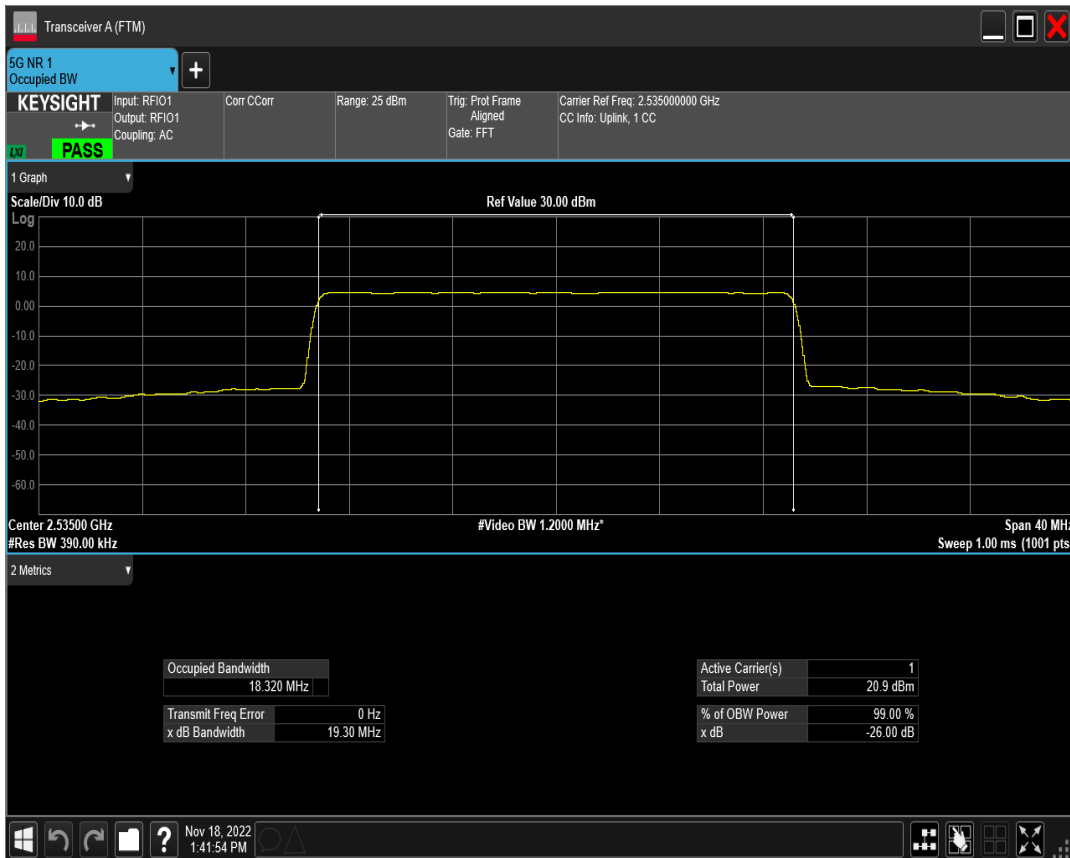 Transceiver A (FTM)
5G NR 1
Occupied BW
+
KEYSIGHT
LXI
PASS
Input: RFIO1
Output: RFIO1
Coupling: AC
Corr CCorr
Range: 25 dBm
Trig: Prot Frame
Aligned
Gate: FFT
Carrier Ref Freq: 2.535000000 GHz
CC Info: Uplink, 1 CC
1 Graph
Scale/Div 10.0 dB
Ref Value 30.00 dBm
Log
20.0
10.0
0.00
-10.0
-20.0
-30.0
-40.0
-50.0
-60.0
Center 2.53500 GHz
#Video BW 1.2000 MHz*
Span 40 MHz
#Res BW 390.00 kHz
Sweep 1.00 ms (1001 pts
2 Metrics
Occupied Bandwidth
18.320 MHz
Transmit Freq Error 0 Hz
x dB Bandwidth 19.30 MHz
Active Carrier(s) 1
Total Power 20.9 dBm
% of OBW Power 99.00 %
x dB -26.00 dB
?
Nov 18, 2022
1:41:54 PM